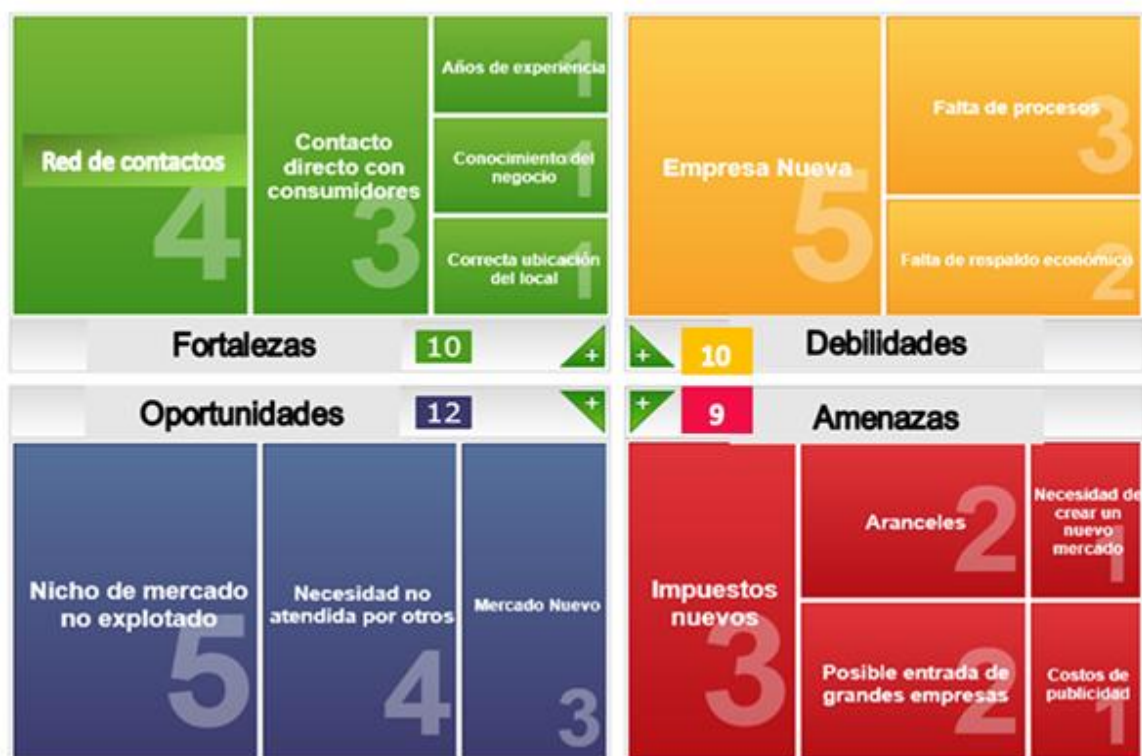 Red de contactos
4
Contacto
directo con
consumidores
3
Años de experiencia
1
Conocimiento del
negocio
1
Correcta ubicación
del local
1
Fortalezas
10
+
Empresa Nueva
5
Falta de procesos
3
Falta de respaldo económico
2
+
10
Debilidades
Oportunidades
12
+
Nicho de mercado
no explotado
5
Necesidad no
atendida por otros
4
Mercado Nuevo
3
+
9
Amenazas
Impuestos
nuevos
3
Aranceles
2
Necesidad de
crear un
nuevo
mercado
1
Posible entrada de
grandes empresas
2
Costos de
publicidad
1